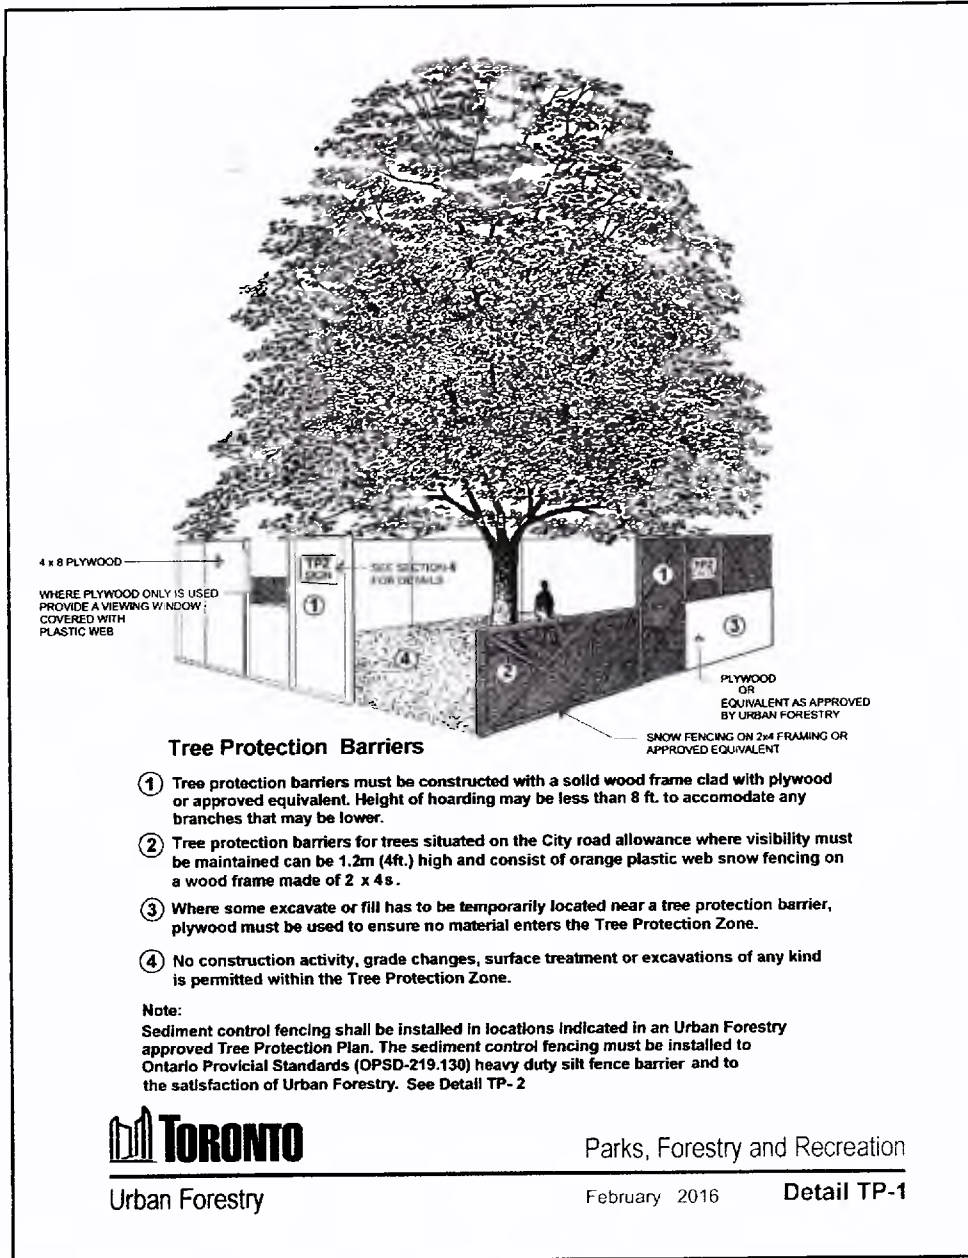 4 x 8 PLYWOOD
WHERE PLYWOOD ONLY IS USED
PROVIDE A VIEWING WINDOW
COVERED WITH
PLASTIC WEB
TPZ
SIGN
SEE SECTION 4
FOR DETAILS
1
4
2
1
TPZ
3
PLYWOOD
OR
EQUIVALENT AS APPROVED
BY URBAN FORESTRY
SNOW FENCING ON 2x4 FRAMING OR
APPROVED EQUIVALENT
Tree Protection Barriers
1 Tree protection barriers must be constructed with a solid wood frame clad with plywood
or approved equivalent. Height of hoarding may be less than 8 ft. to accomodate any
branches that may be lower.
2 Tree protection barriers for trees situated on the City road allowance where visibility must
be maintained can be 1.2m (4ft.) high and consist of orange plastic web snow fencing on
a wood frame made of 2 x 4s.
3 Where some excavate or fill has to be temporarily located near a tree protection barrier,
plywood must be used to ensure no material enters the Tree Protection Zone.
4 No construction activity, grade changes, surface treatment or excavations of any kind
is permitted within the Tree Protection Zone.
Note:
Sediment control fencing shall be installed in locations indicated in an Urban Forestry
approved Tree Protection Plan. The sediment control fencing must be installed to
Ontario Provicial Standards (OPSD-219.130) heavy duty silt fence barrier and to
the satisfaction of Urban Forestry. See Detail TP-2
TORONTO
Parks, Forestry and Recreation
Urban Forestry
February 2016
Detail TP-1